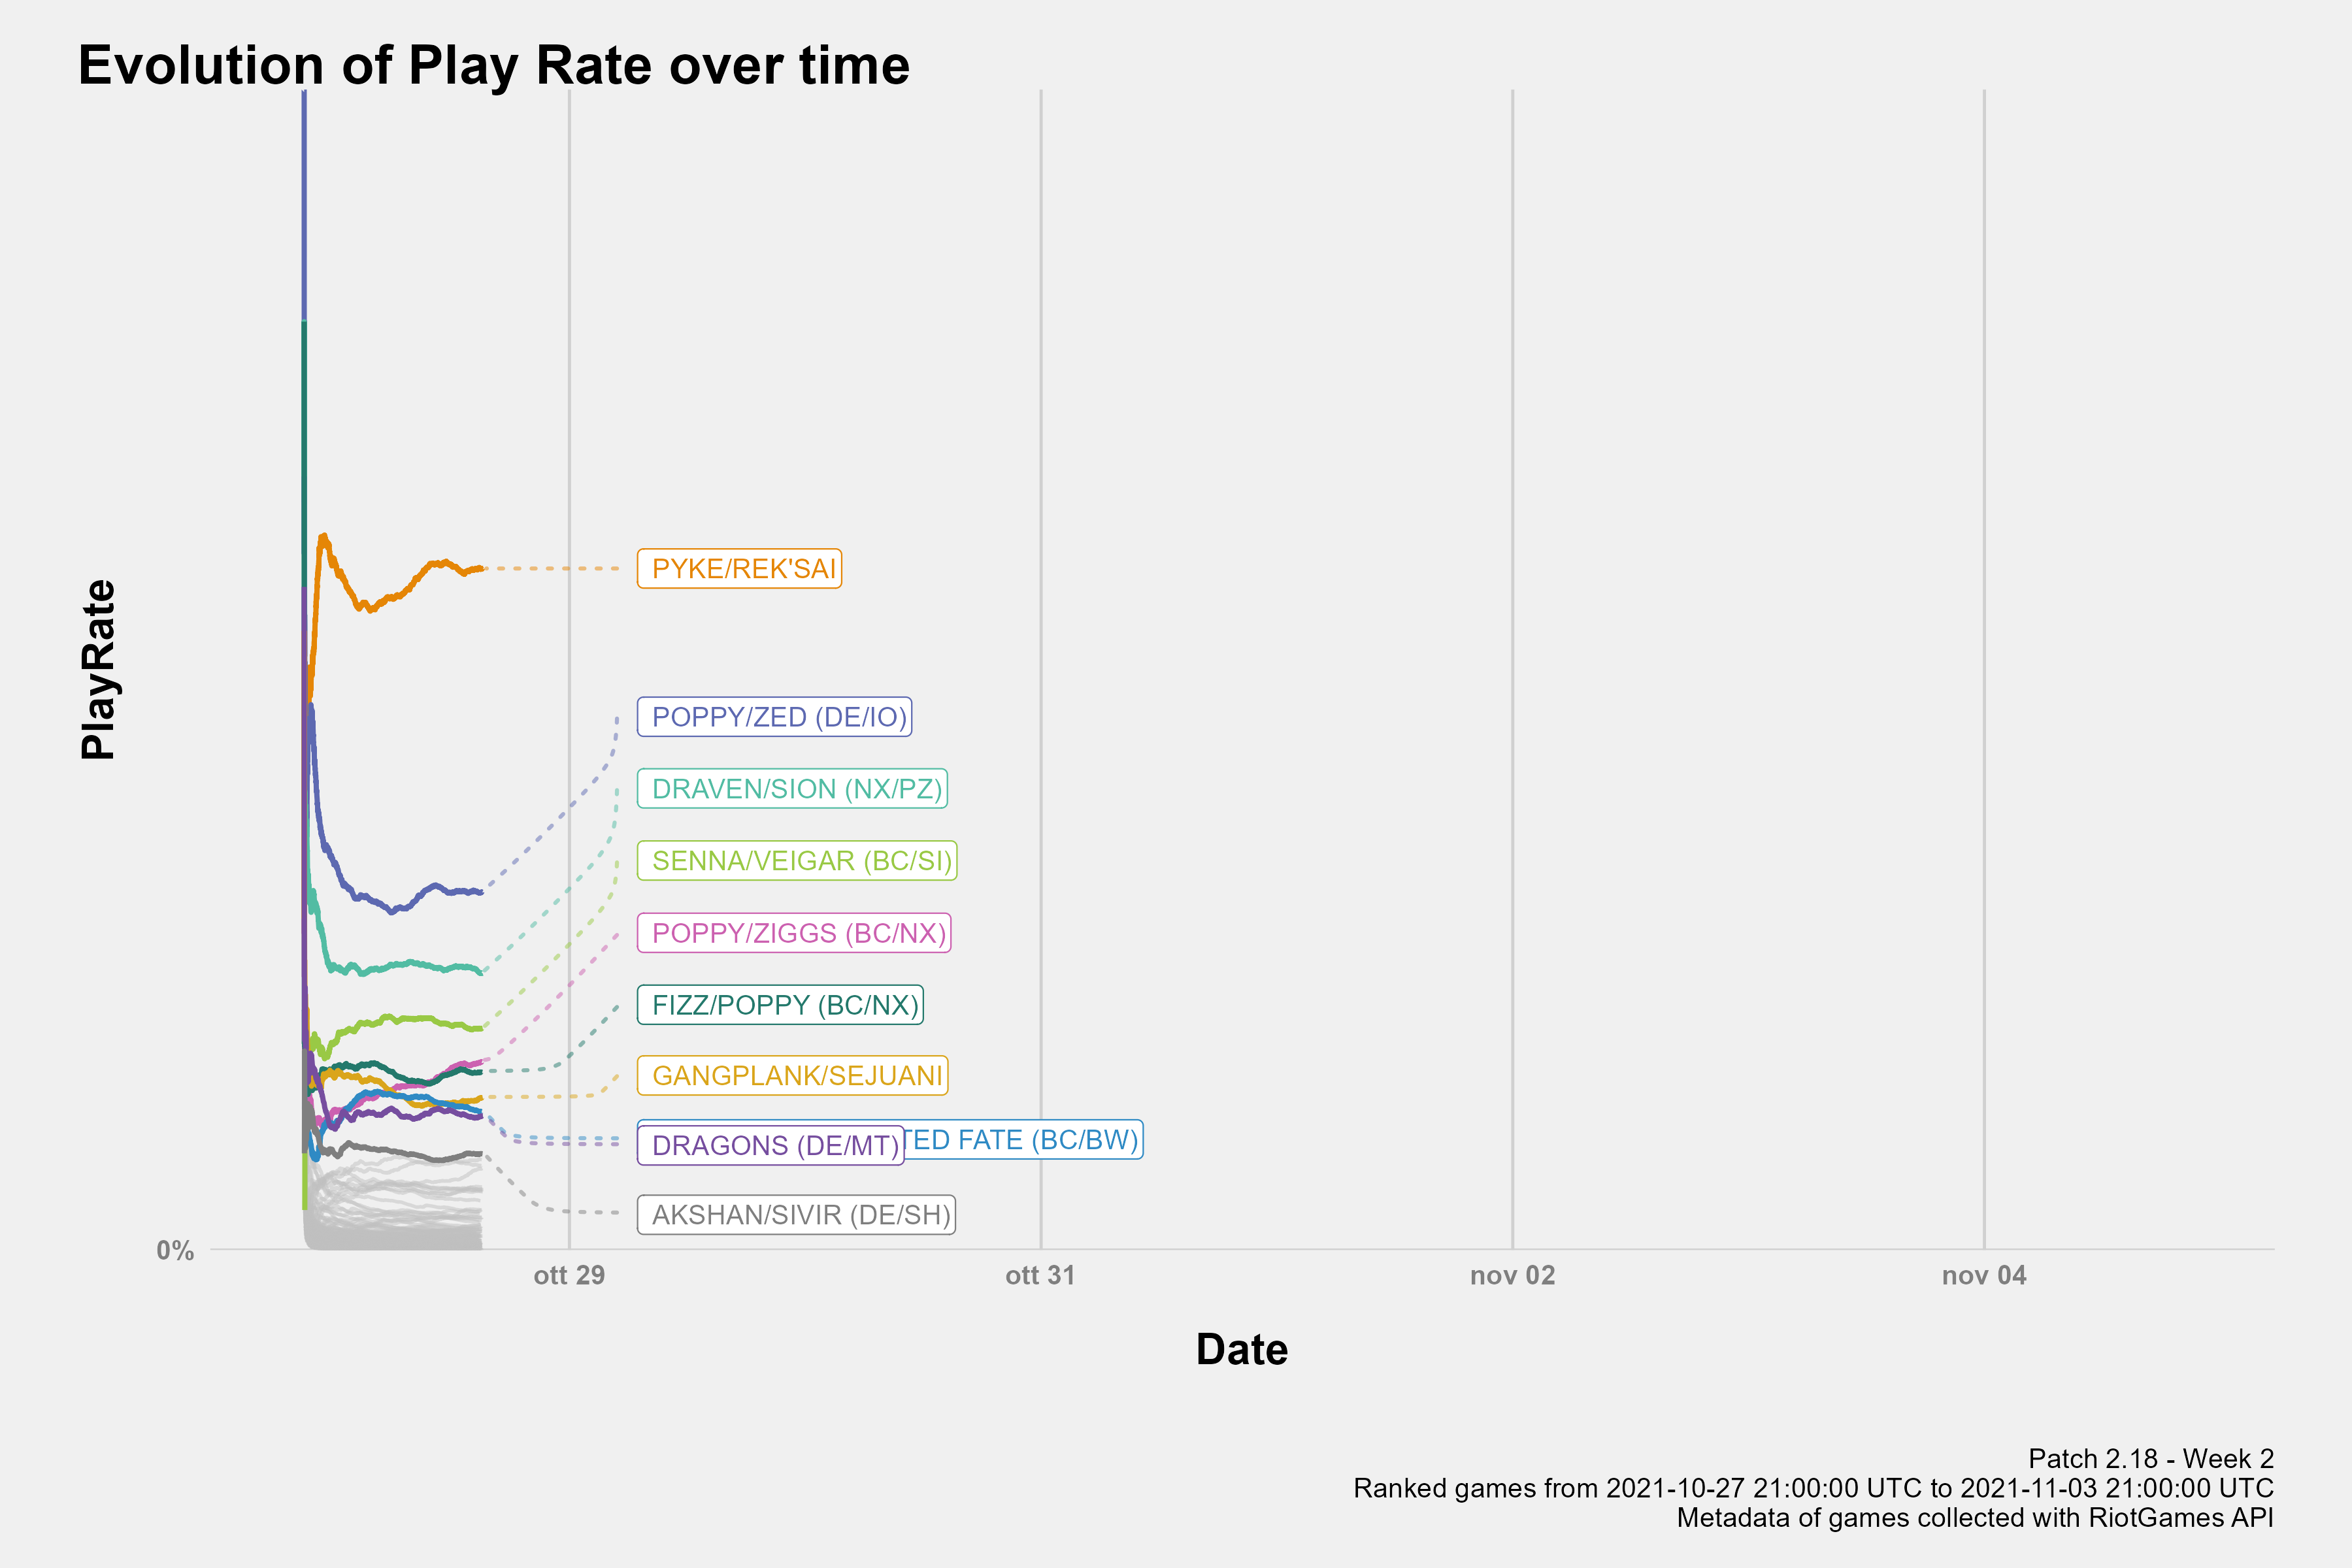 Evolution of Play Rate over time
PlayRate
PYKE/REK'SAI
POPPY/ZED (DE/IO)
DRAVEN/SION (NX/PZ)
SENNA/VEIGAR (BC/SI)
POPPY/ZIGGS (BC/NX)
FIZZ/POPPY (BC/NX)
GANGPLANK/SEJUANI
DRAGONS (DE/MT)
FATE (BC/BW)
AKSHAN/SIVIR (DE/SH)
0%
ott 29
ott 31
nov 02
nov 04
Date
Patch 2.18 - Week 2
Ranked games from 2021-10-27 21:00:00 UTC to 2021-11-03 21:00:00 UTC
Metadata of games collected with RiotGames API